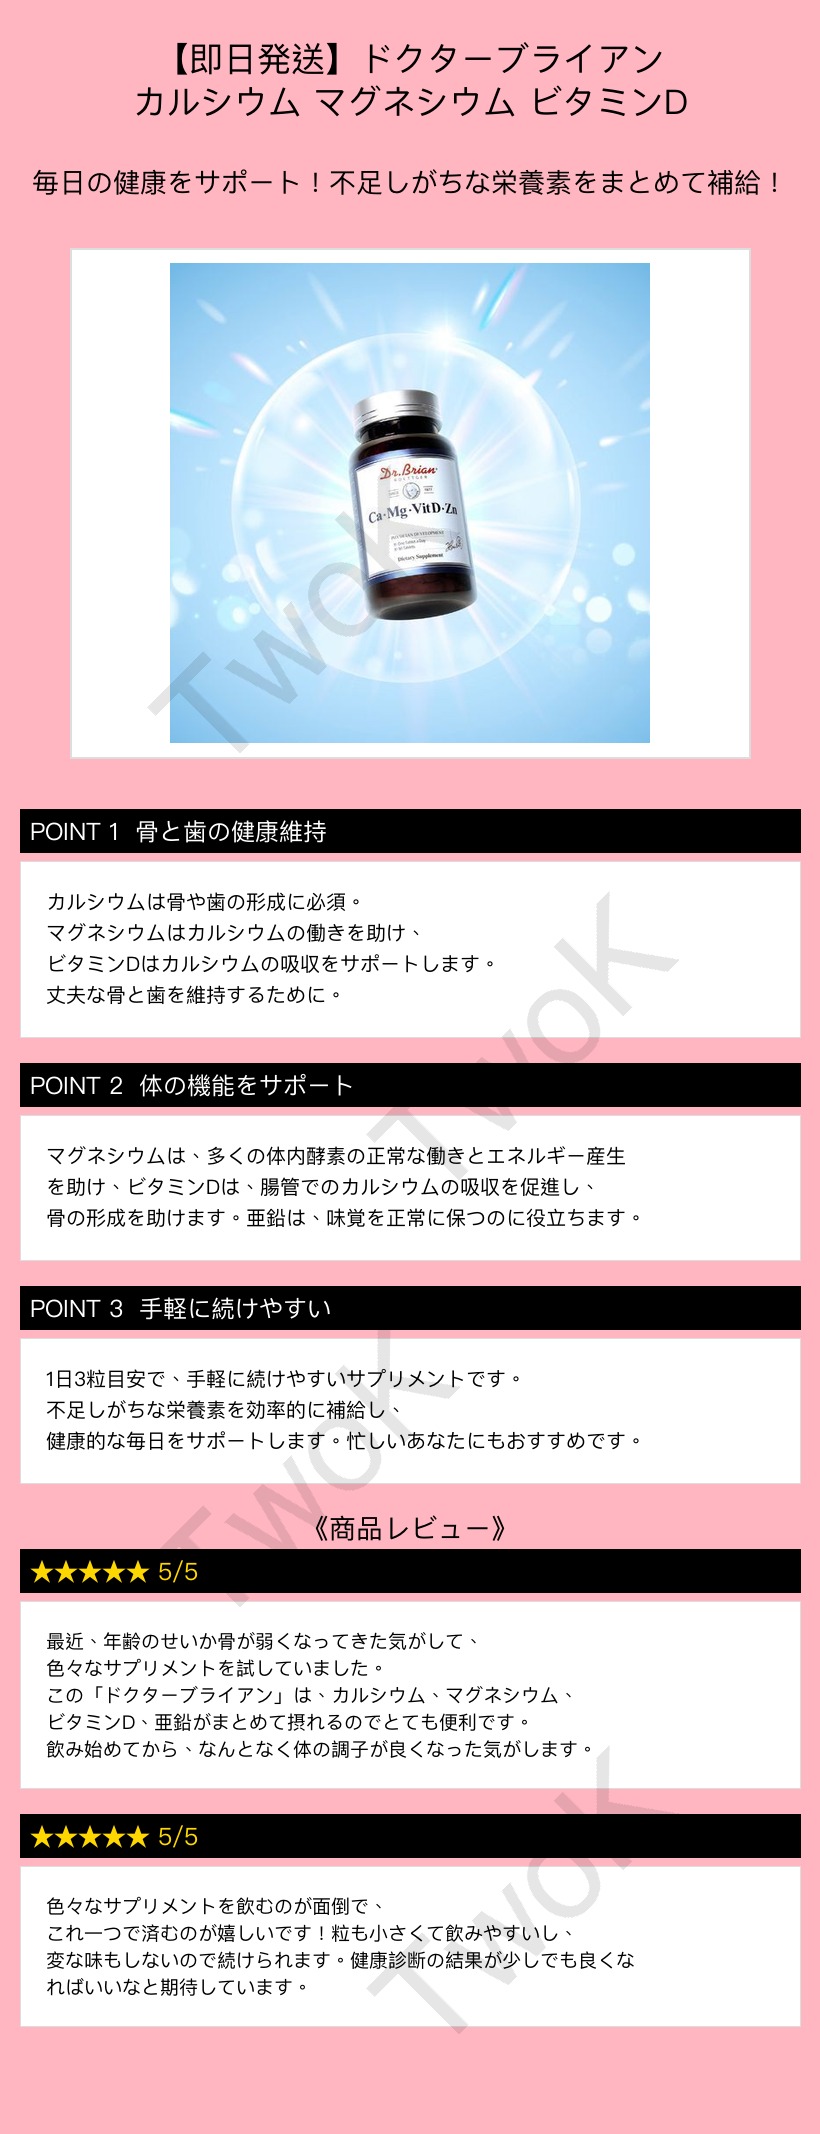 【即日発送】ドクターブライアン
カルシウム マグネシウム ビタミンD
毎日の健康をサポート！不足しがちな栄養素をまとめて補給！
Dr.Brian
Ca·Mg·VitD·Zn
Dietary Supplement
TwoK
POINT 1 骨と歯の健康維持
カルシウムは骨や歯の形成に必須。
マグネシウムはカルシウムの働きを助け、
ビタミンDはカルシウムの吸収をサポートします。
丈夫な骨と歯を維持するために。
TwoK
POINT 2 体の機能をサポート
マグネシウムは、多くの体内酵素の正常な働きとエネルギー産生
を助け、ビタミンDは、腸管でのカルシウムの吸収を促進し、
骨の形成を助けます。亜鉛は、味覚を正常に保つのに役立ちます。
POINT 3 手軽に続けやすい
1日3粒目安で、手軽に続けやすいサプリメントです。
不足しがちな栄養素を効率的に補給し、
健康的な毎日をサポートします。忙しいあなたにもおすすめです。
TwoK
《商品レビュー》
★★★★★ 5/5
最近、年齢のせいか骨が弱くなってきた気がして、
色々なサプリメントを試していました。
この「ドクターブライアン」は、カルシウム、マグネシウム、
ビタミンD、亜鉛がまとめて摂れるのでとても便利です。
飲み始めてから、なんとなく体の調子が良くなった気がします。
★★★★★ 5/5
色々なサプリメントを飲むのが面倒で、
これ一つで済むのが嬉しいです！粒も小さくて飲みやすいし、
変な味もしないので続けられます。健康診断の結果が少しでも良くな
ればいいなと期待しています。
TwoK